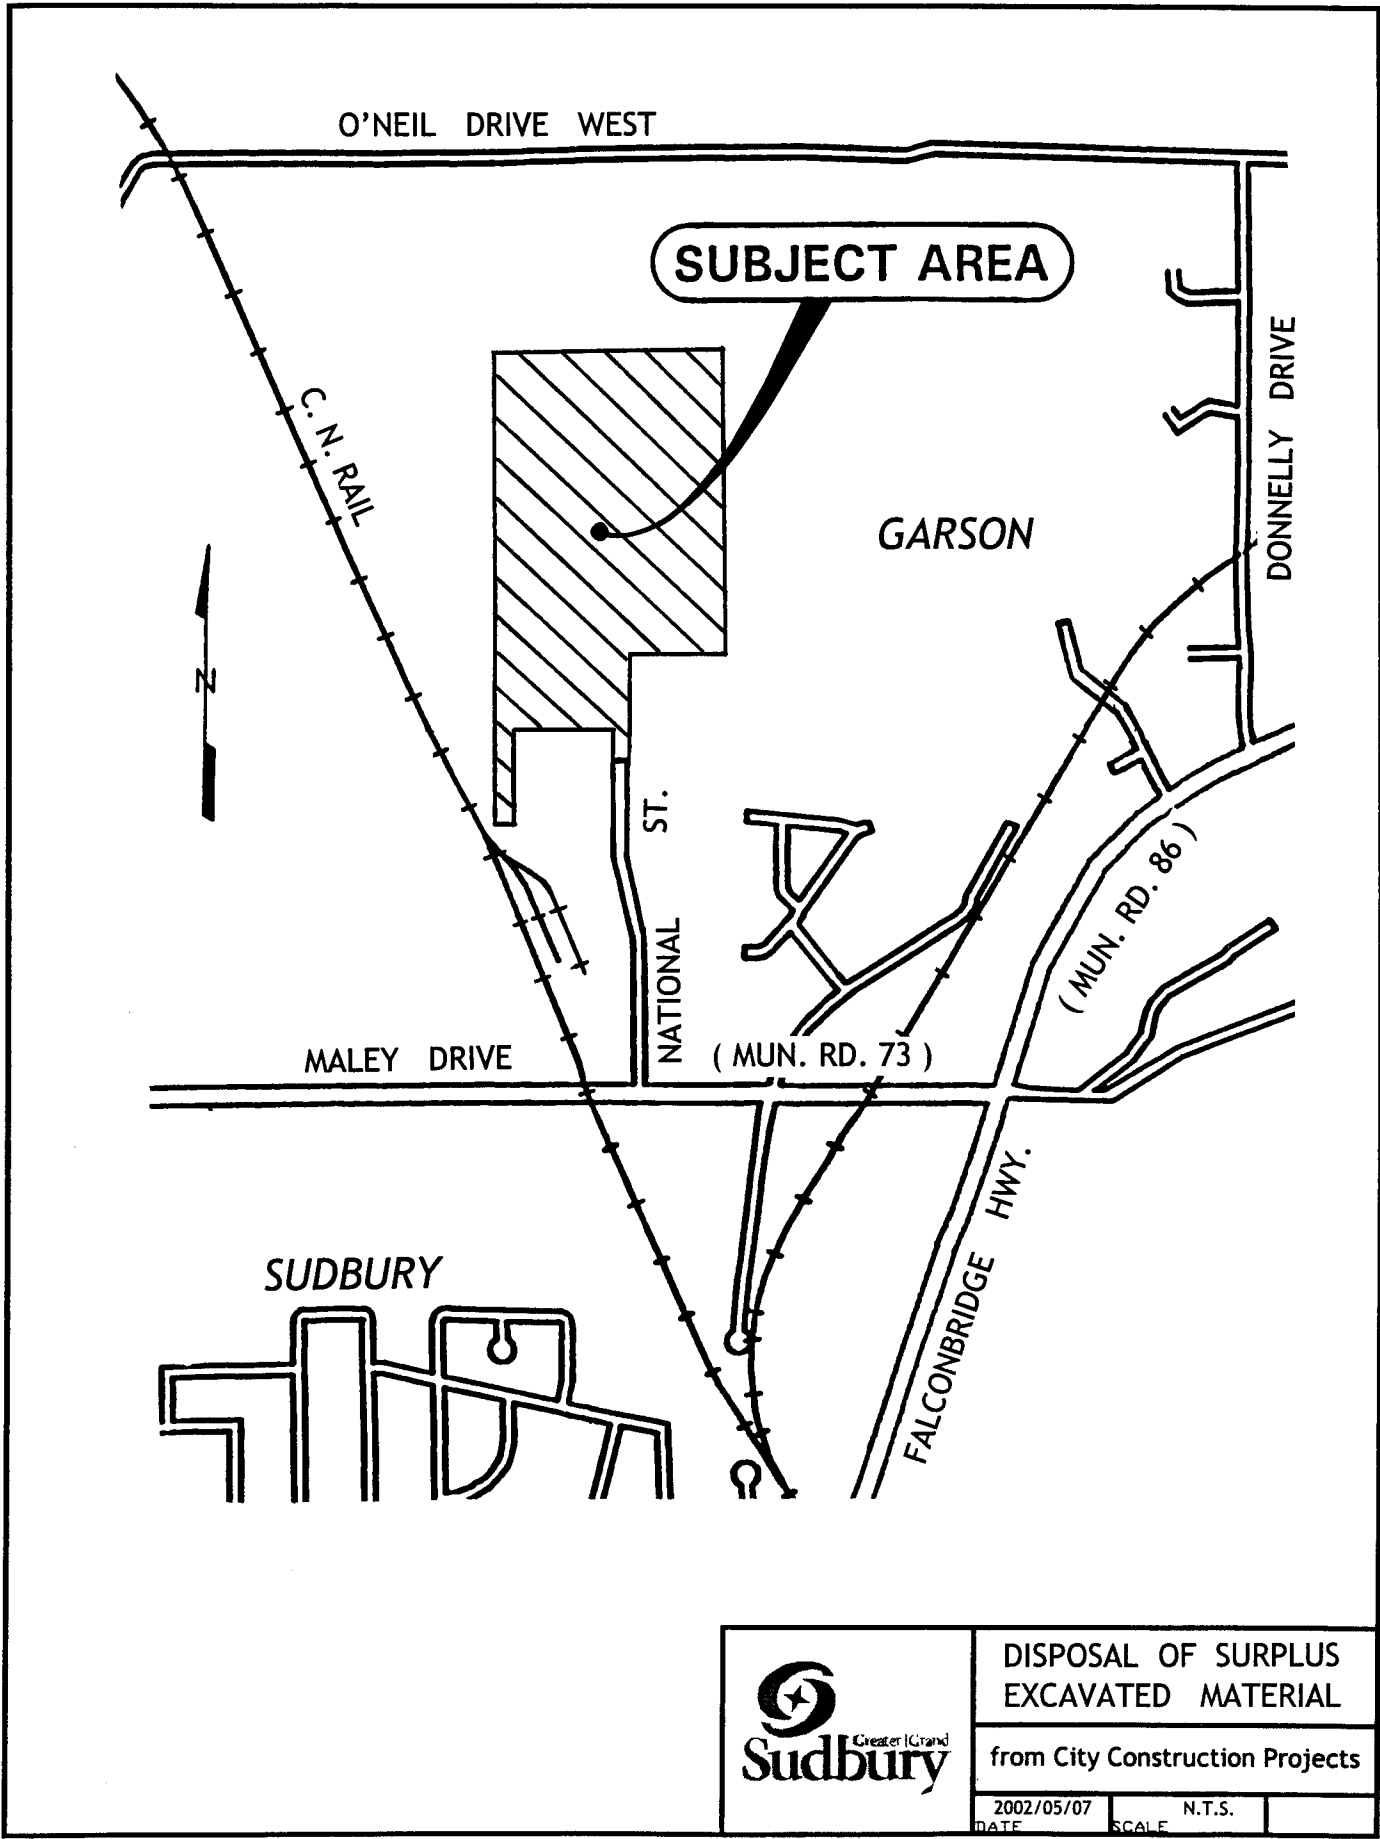 O'NEIL DRIVE WEST
SUBJECT AREA
C. N. RAIL
DONNELLY DRIVE
GARSON
N
NATIONAL ST.
( MUN. RD. 86 )
MALEY DRIVE
( MUN. RD. 73 )
FALCONBRIDGE HWY.
SUDBURY
Greater | Grand
Sudbury
DISPOSAL OF SURPLUS
EXCAVATED MATERIAL
from City Construction Projects
2002/05/07
DATE
N.T.S.
SCALE